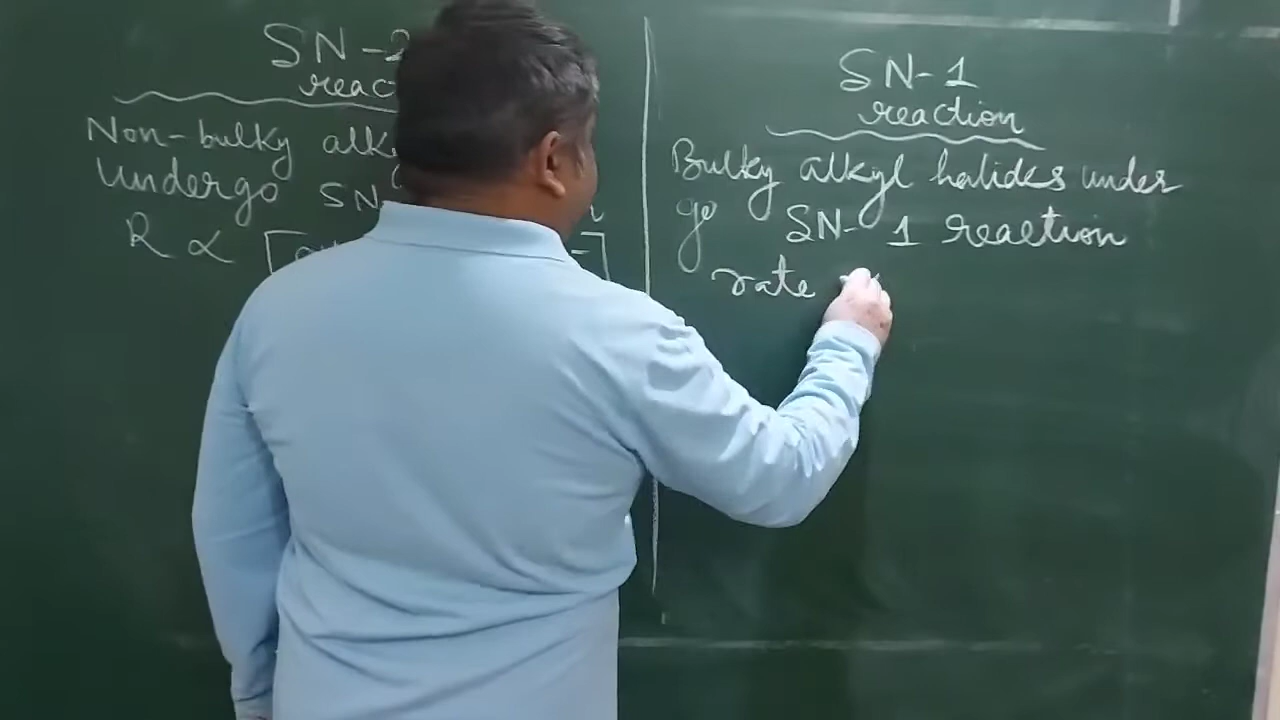 SN-2
reac
Non-bulky alky
Undergo SN
R ∝ [
SN-1
reaction
Bulky alkyl halides under
go SN-1 reaction
rate